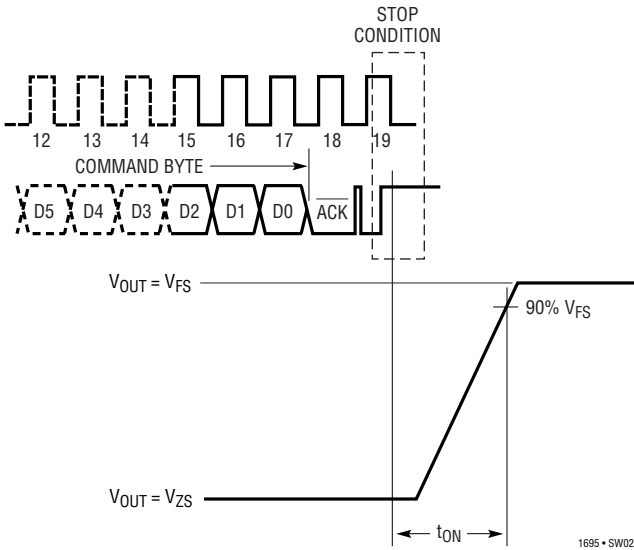 STOP
CONDITION
12 13 14 15 16 17 18 19
COMMAND BYTE
D5 D4 D3 D2 D1 D0 ACK
VOUT = VFS
90% VFS
VOUT = VZS
tON
1695 • SW02